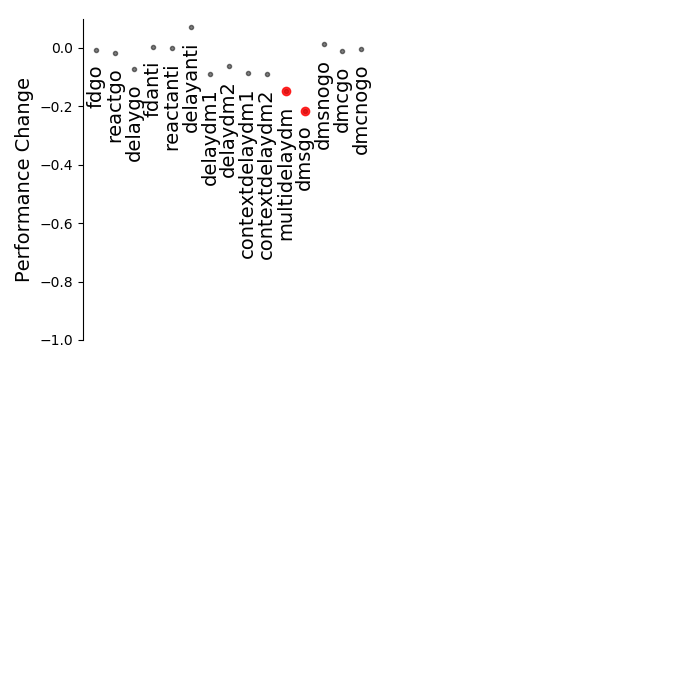 Performance Change
0.0
−0.2
−0.4
−0.6
−0.8
−1.0
fdgo
reactgo
delaygo
fdanti
reactanti
delayanti
delaydm1
delaydm2
contextdelaydm1
contextdelaydm2
multidelaydm
dmsgo
dmsnogo
dmcgo
dmcnogo